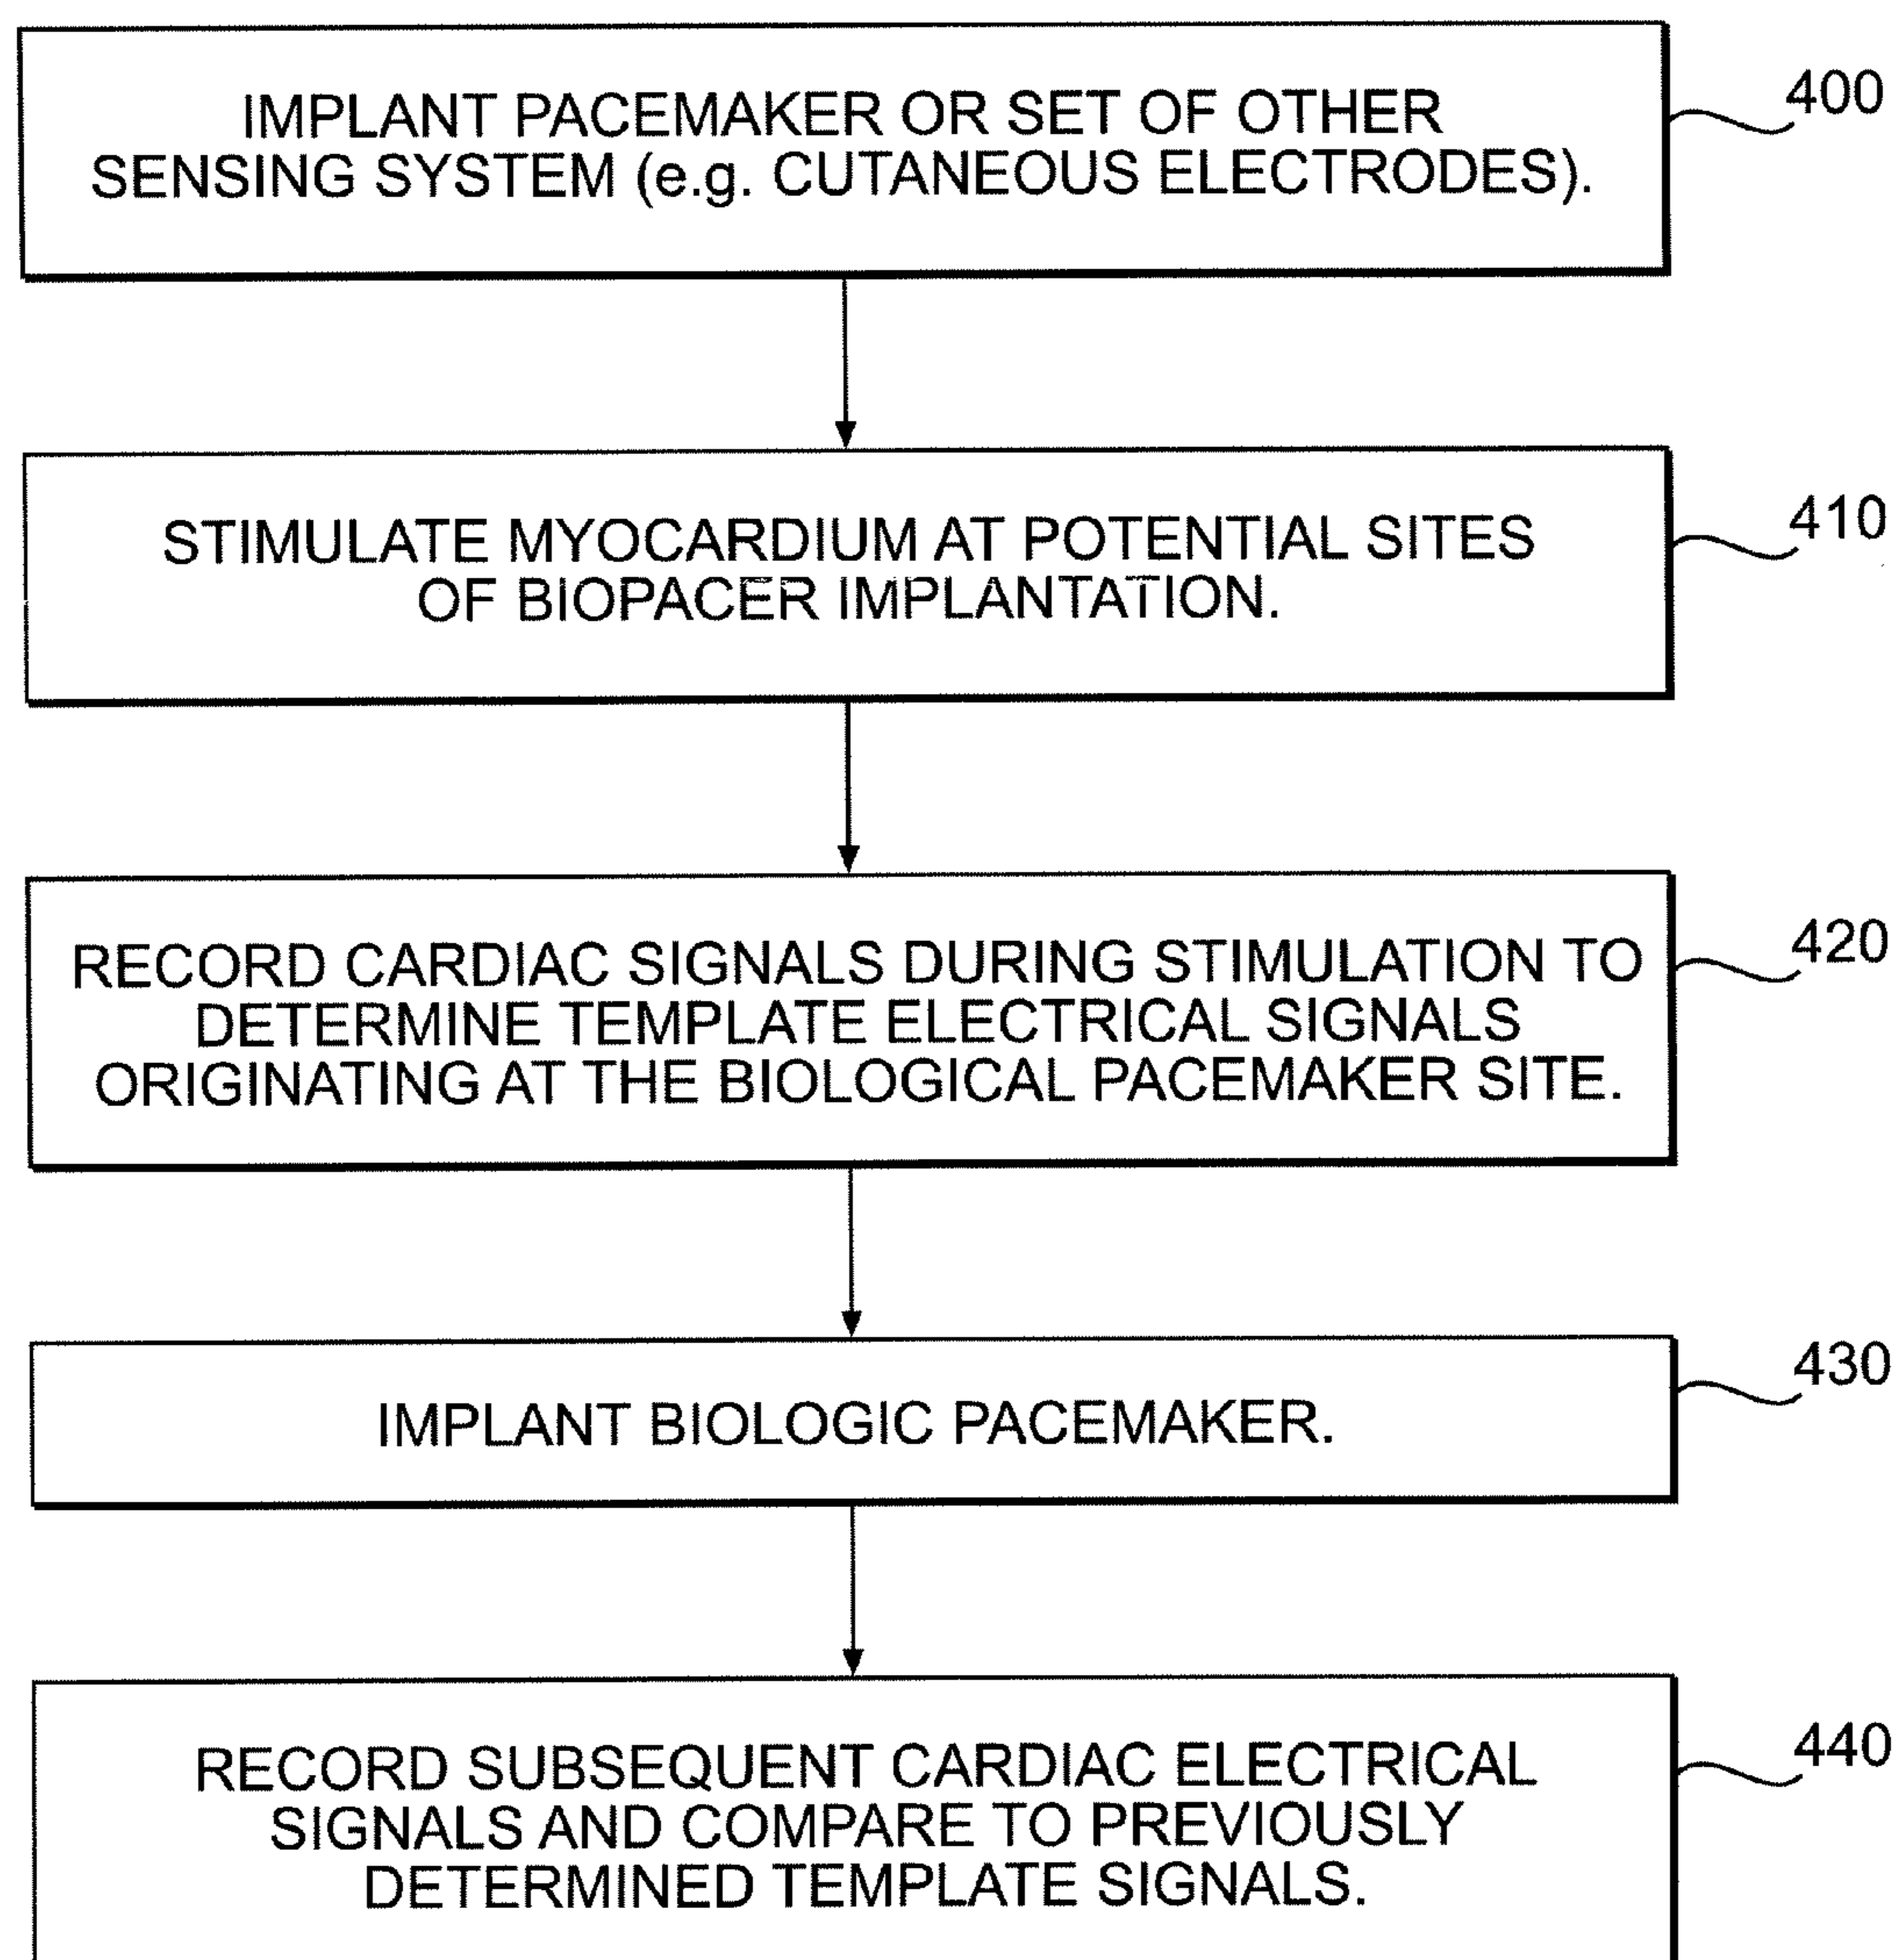 IMPLANT PACEMAKER OR SET OF OTHER
SENSING SYSTEM (e.g. CUTANEOUS ELECTRODES).
400
STIMULATE MYOCARDIUM AT POTENTIAL SITES
OF BIOPACER IMPLANTATION.
410
RECORD CARDIAC SIGNALS DURING STIMULATION TO
DETERMINE TEMPLATE ELECTRICAL SIGNALS
ORIGINATING AT THE BIOLOGICAL PACEMAKER SITE.
420
IMPLANT BIOLOGIC PACEMAKER.
430
RECORD SUBSEQUENT CARDIAC ELECTRICAL
SIGNALS AND COMPARE TO PREVIOUSLY
DETERMINED TEMPLATE SIGNALS.
440